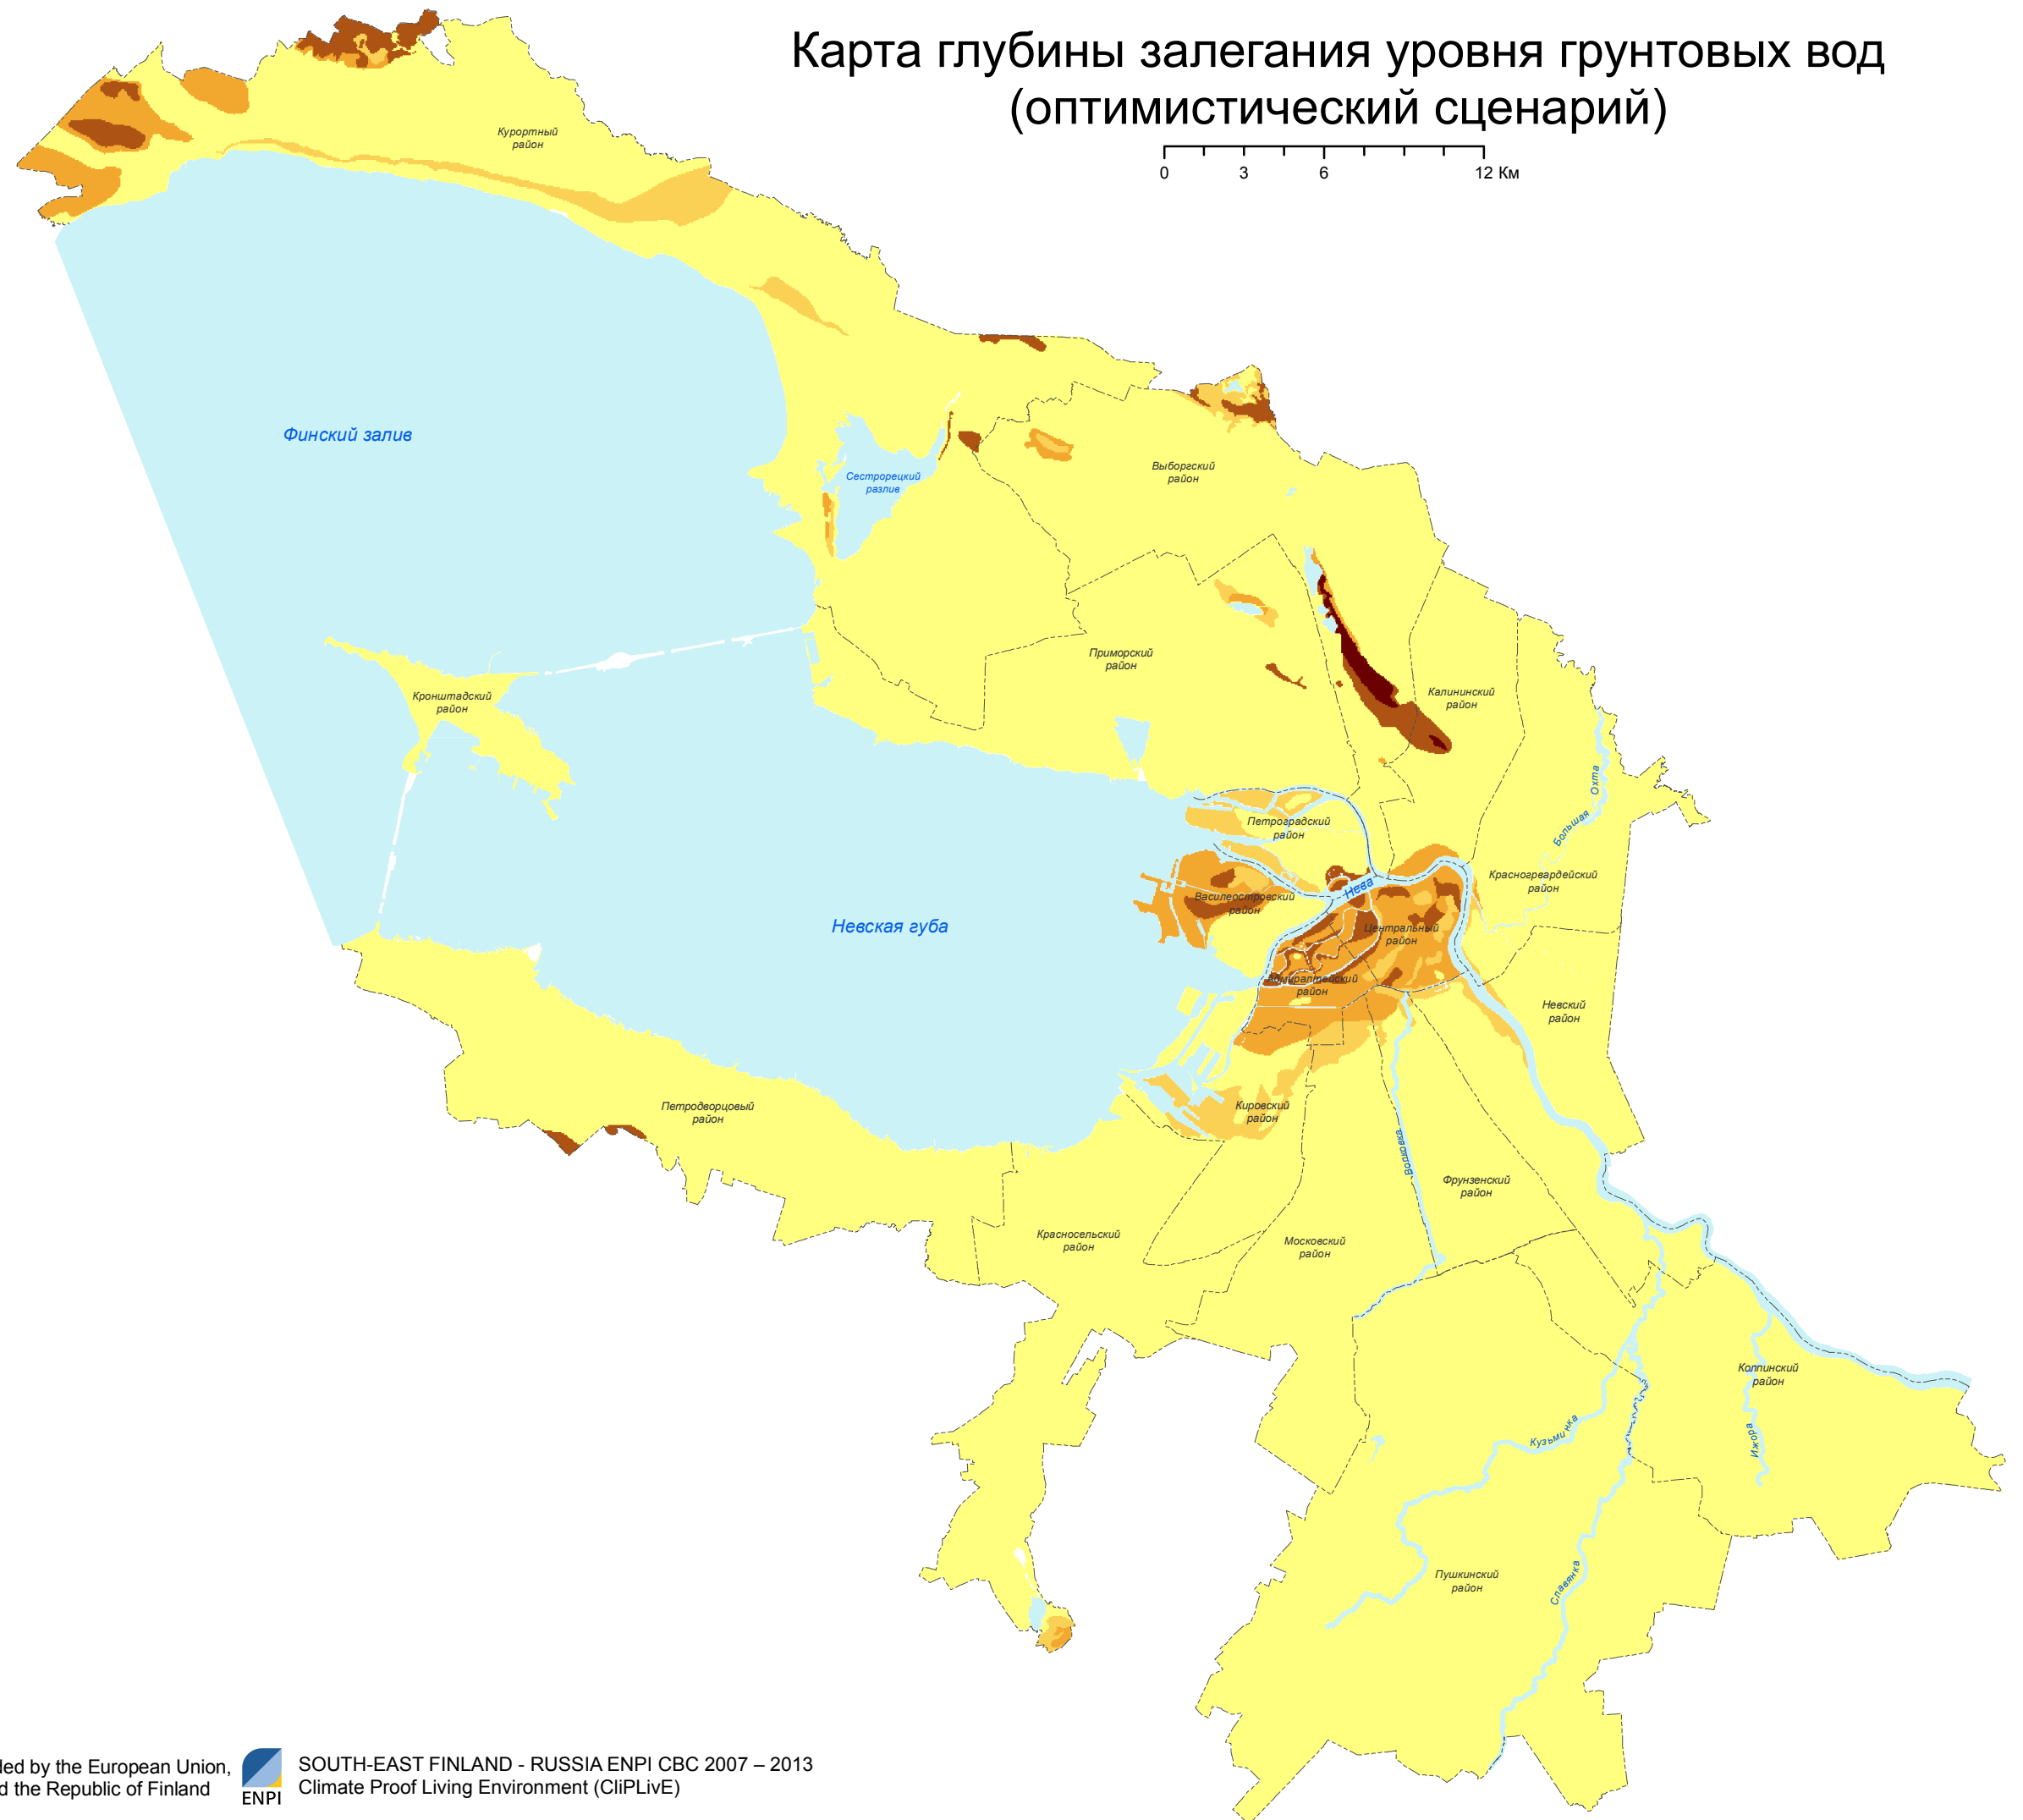 Карта глубины залегания уровня грунтовых вод
(оптимистический сценарий)
0 3 6 12 Км
Курортный
район
Финский залив
Сестрорецкий
разлив
Выборгский
район
Приморский
район
Кронштадский
район
Калининский
район
Большая Охта
Петроградский
район
Нева
Красногрвардейский
район
Василеостровский
район
Невская губа
Центральный
район
Адмиралтейский
район
Невский
район
Петродворцовый
район
Кировский
район
Волковка
Фрунзенский
район
Красносельский
район
Московский
район
Колпинский
район
Кузьминка
Ижора
Пушкинский
район
Славянка
ded by the European Union,
d the Republic of Finland
ENPI
SOUTH-EAST FINLAND - RUSSIA ENPI CBC 2007 – 2013
Climate Proof Living Environment (CliPLivE)